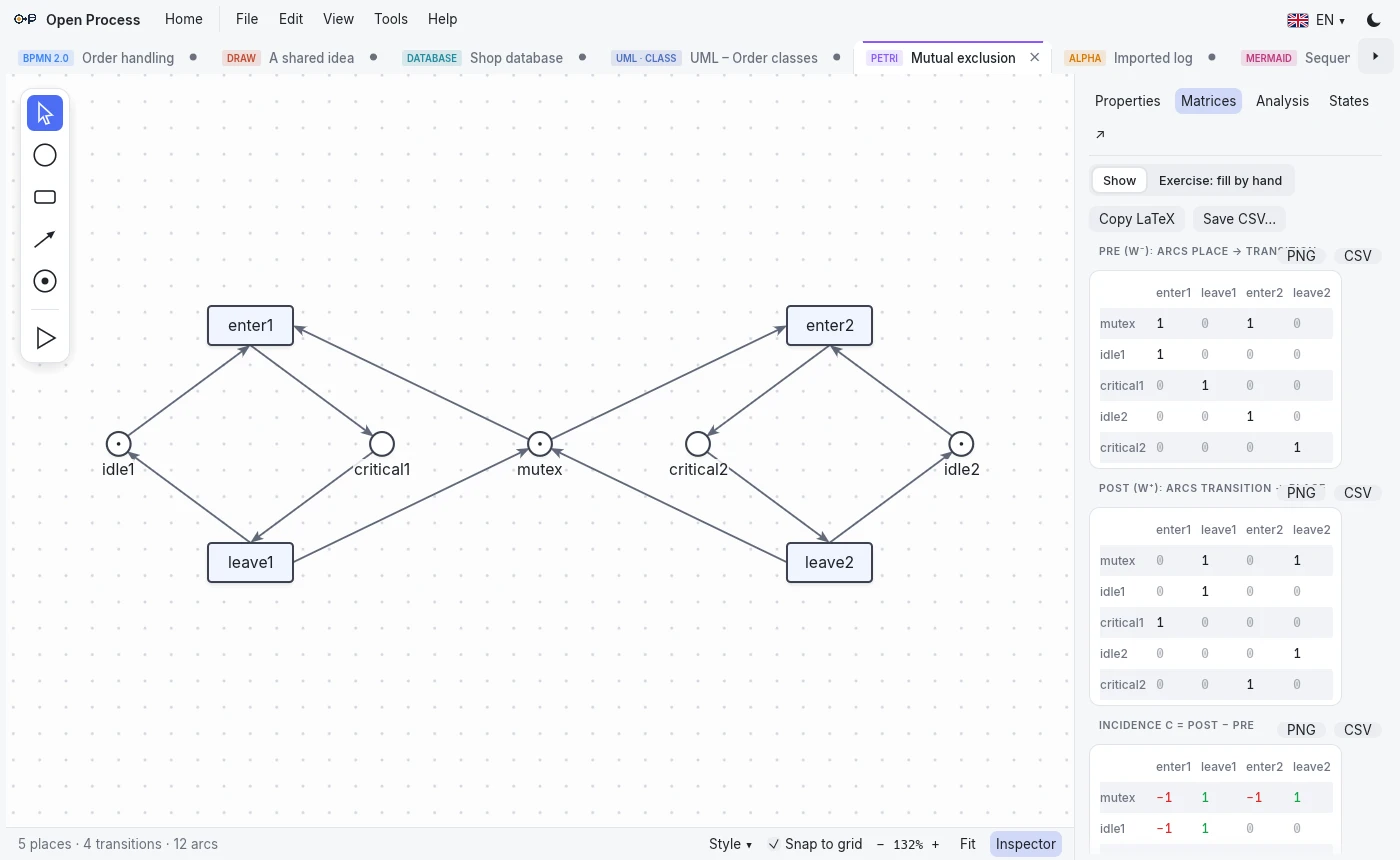 Open Process Home File Edit View Tools Help EN ▾
BPMN 2.0 Order handling DRAW A shared idea DATABASE Shop database UML · CLASS UML – Order classes PETRI Mutual exclusion × ALPHA Imported log MERMAID Sequer
Properties Matrices Analysis States ↗
Show Exercise: fill by hand
Copy LaTeX Save CSV...
PRE (W⁻): ARCS PLACE → TRANSITION PNG CSV
enter1 leave1 enter2 leave2
mutex 1 0 1 0
idle1 1 0 0 0
critical1 0 1 0 0
idle2 0 0 1 0
critical2 0 0 0 1
POST (W⁺): ARCS TRANSITION → PLACE PNG CSV
enter1 leave1 enter2 leave2
mutex 0 1 0 1
idle1 0 1 0 0
critical1 1 0 0 0
idle2 0 0 0 1
critical2 0 0 1 0
INCIDENCE C = POST − PRE PNG CSV
enter1 leave1 enter2 leave2
mutex −1 1 −1 1
idle1 −1 1 0 0
enter1 enter2
idle1 critical1 mutex critical2 idle2
leave1 leave2
5 places · 4 transitions · 12 arcs Style ▾ ✓ Snap to grid − 132% + Fit Inspector